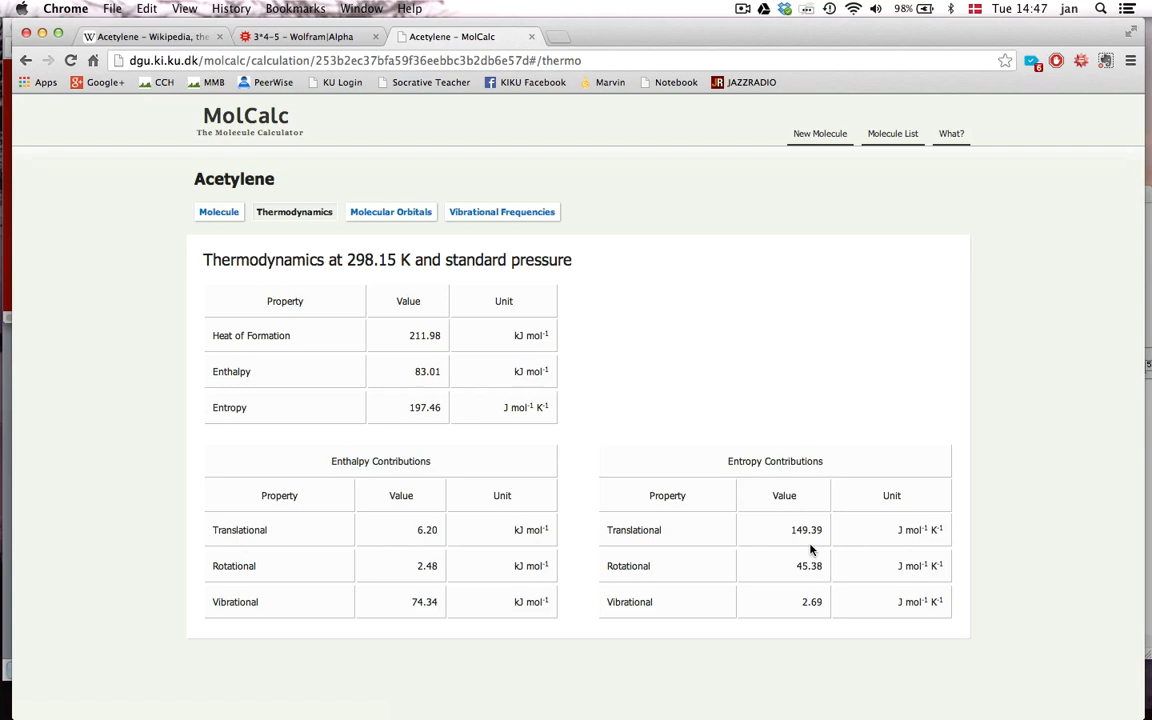 Chrome File Edit View History Bookmarks Window Help 98% Tue 14:47 jan
Acetylene – Wikipedia, the 3*4–5 – Wolfram|Alpha Acetylene – MolCalc
dgu.ki.ku.dk/molcalc/calculation/253b2ec37bfa59f36eebbc3b2db6e57d#/thermo
6
Apps Google+ CCH MMB PeerWise KU Login Socrative Teacher KIKU Facebook Marvin Notebook JR JAZZRADIO
MolCalc
The Molecule Calculator
New Molecule Molecule List What?
Acetylene
Molecule Thermodynamics Molecular Orbitals Vibrational Frequencies
Thermodynamics at 298.15 K and standard pressure
Property Value Unit
Heat of Formation 211.98 kJ mol⁻¹
Enthalpy 83.01 kJ mol⁻¹
Entropy 197.46 J mol⁻¹ K⁻¹
Enthalpy Contributions
Property Value Unit
Translational 6.20 kJ mol⁻¹
Rotational 2.48 kJ mol⁻¹
Vibrational 74.34 kJ mol⁻¹
Entropy Contributions
Property Value Unit
Translational 149.39 J mol⁻¹ K⁻¹
Rotational 45.38 J mol⁻¹ K⁻¹
Vibrational 2.69 J mol⁻¹ K⁻¹